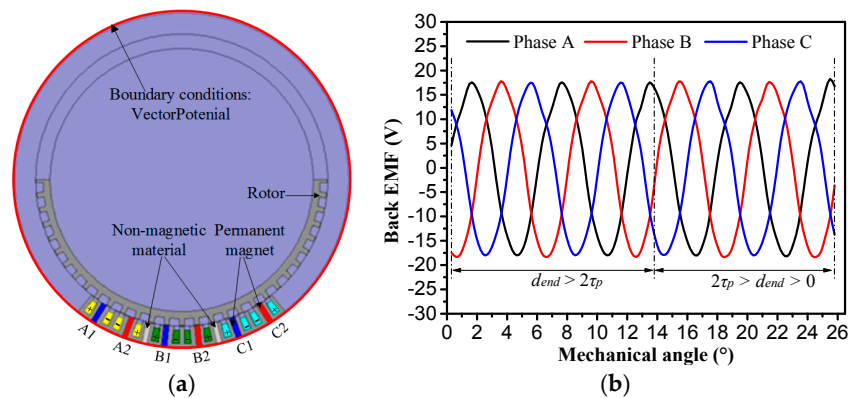 Boundary conditions:
VectorPotenial
Rotor
Non-magnetic
material
Permanent
magnet
A1
A2
B1
B2
C1
C2
+
-
(a)
Phase A
Phase B
Phase C
Back EMF (V)
30
25
20
15
10
5
0
-5
-10
-15
-20
-25
-30
dend > 2τp
2τp > dend > 0
0
2
4
6
8
10
12
14
16
18
20
22
24
26
Mechanical angle (°)
(b)